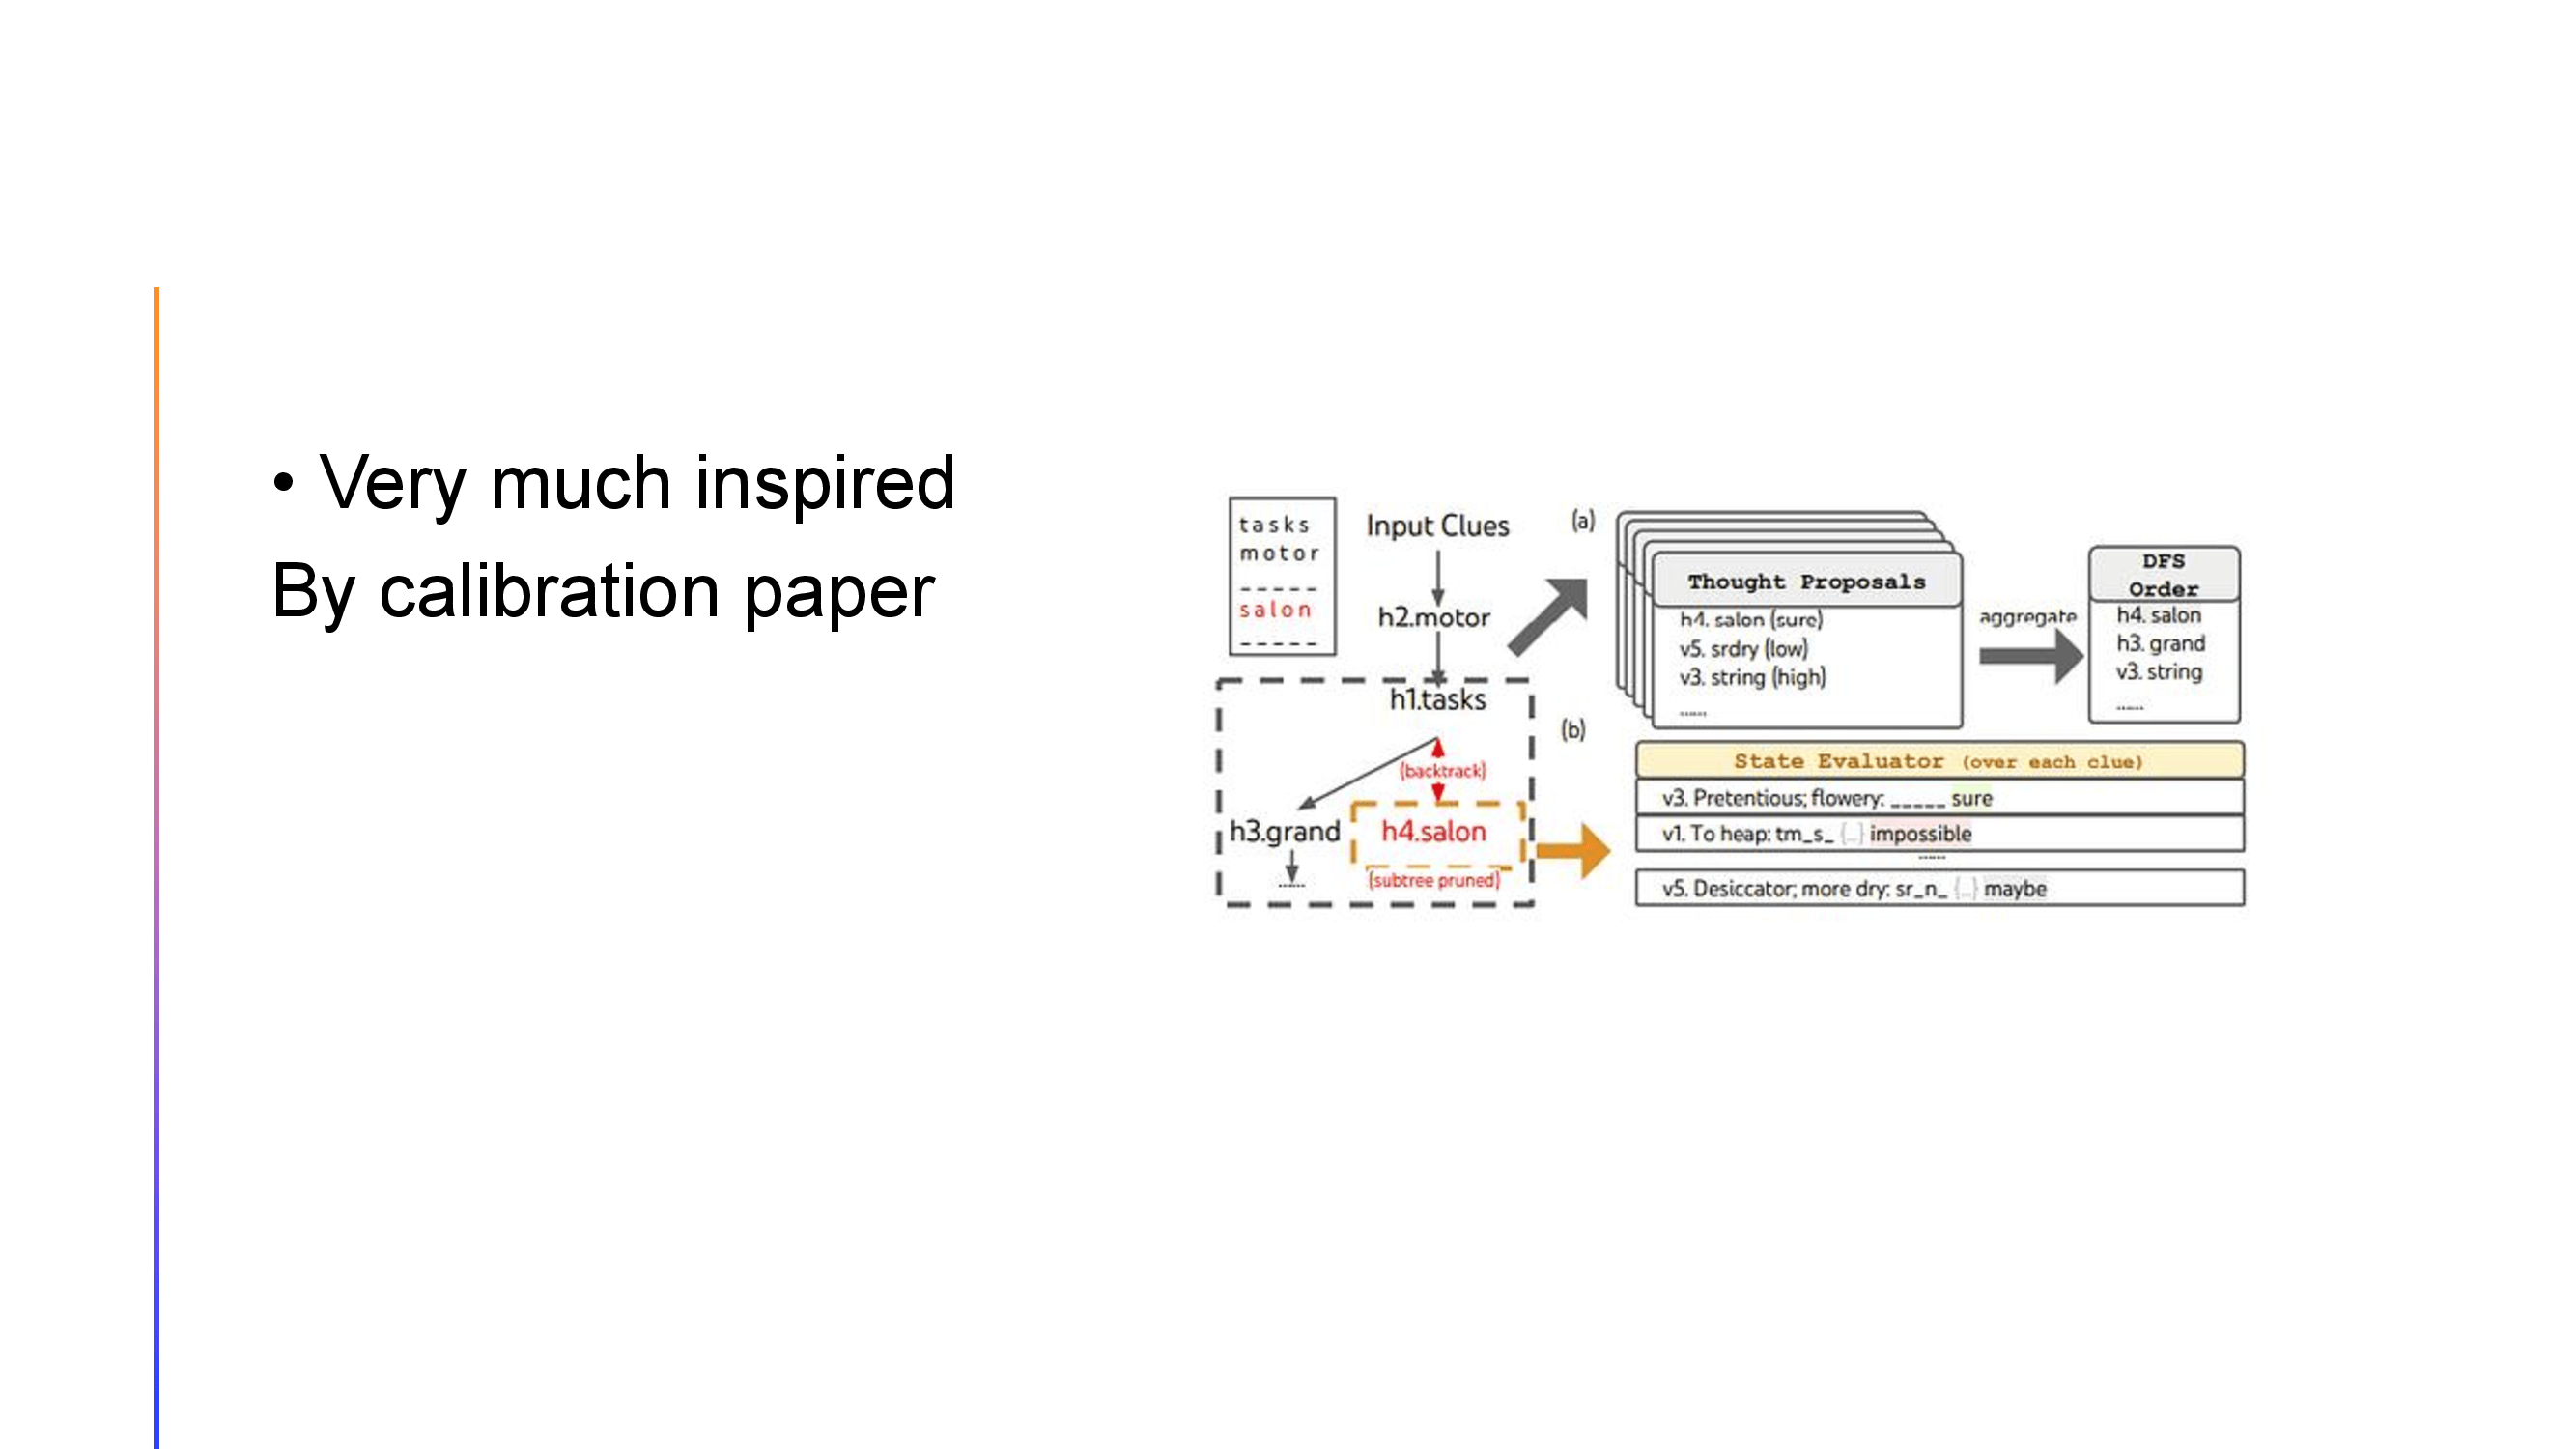 • Very much inspired
By calibration paper
tasks
motor
_ _ _ _ _
salon
_ _ _ _ _
Input Clues
h2.motor
h1.tasks
(backtrack)
h3.grand
h4.salon
......
(subtree pruned)
(a)
Thought Proposals
h4. salon (sure)
v5. srdry (low)
v3. string (high)
......
aggregate
DFS
Order
h4. salon
h3. grand
v3. string
......
(b)
State Evaluator (over each clue)
v3. Pretentious; flowery: _____ sure
v1. To heap: tm_s_ {...} impossible
......
v5. Desiccator; more dry: sr_n_ {...} maybe